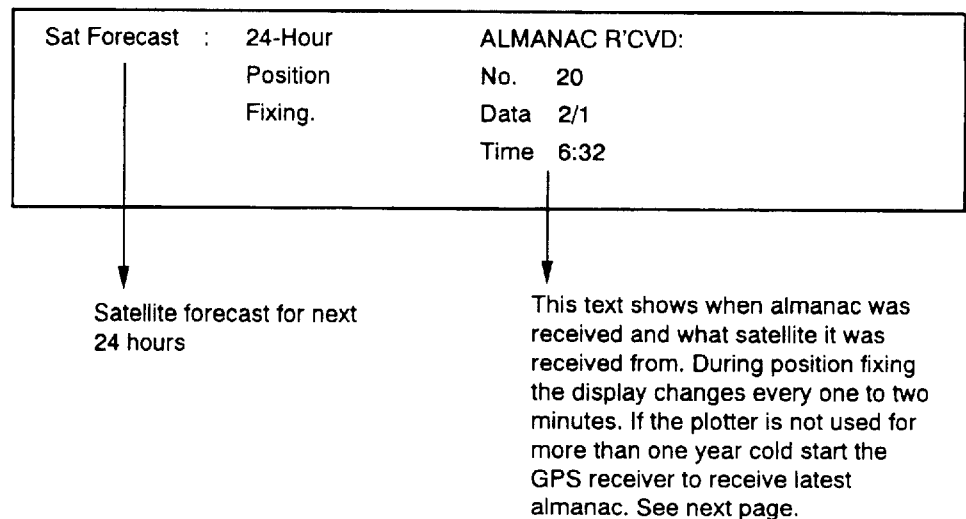 Sat Forecast : 24-Hour ALMANAC R'CVD:
Position No. 20
Fixing. Data 2/1
Time 6:32
Satellite forecast for next
24 hours
This text shows when almanac was
received and what satellite it was
received from. During position fixing
the display changes every one to two
minutes. If the plotter is not used for
more than one year cold start the
GPS receiver to receive latest
almanac. See next page.